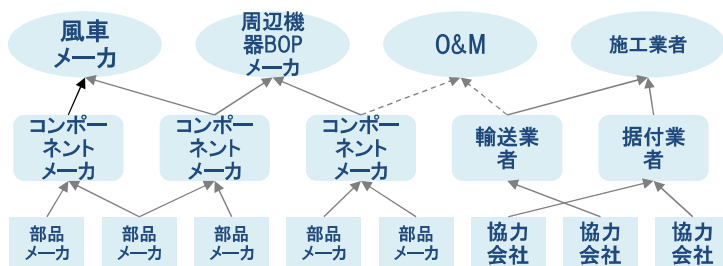 風車
メーカ
周辺機
器BOP
メーカ
O&M
施工業者
コンポー
ネント
メーカ
コンポー
ネント
メーカ
コンポー
ネント
メーカ
輸送業
者
据付業
者
部品
メーカ
部品
メーカ
部品
メーカ
部品
メーカ
部品
メーカ
協力
会社
協力
会社
協力
会社